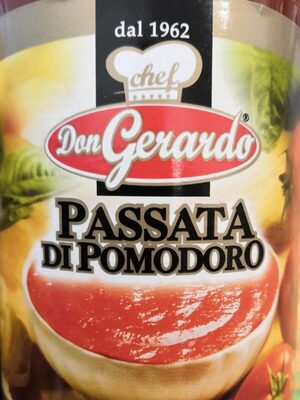 dal 1962
chef
Don Gerardo®
PASSATA
DI POMODORO